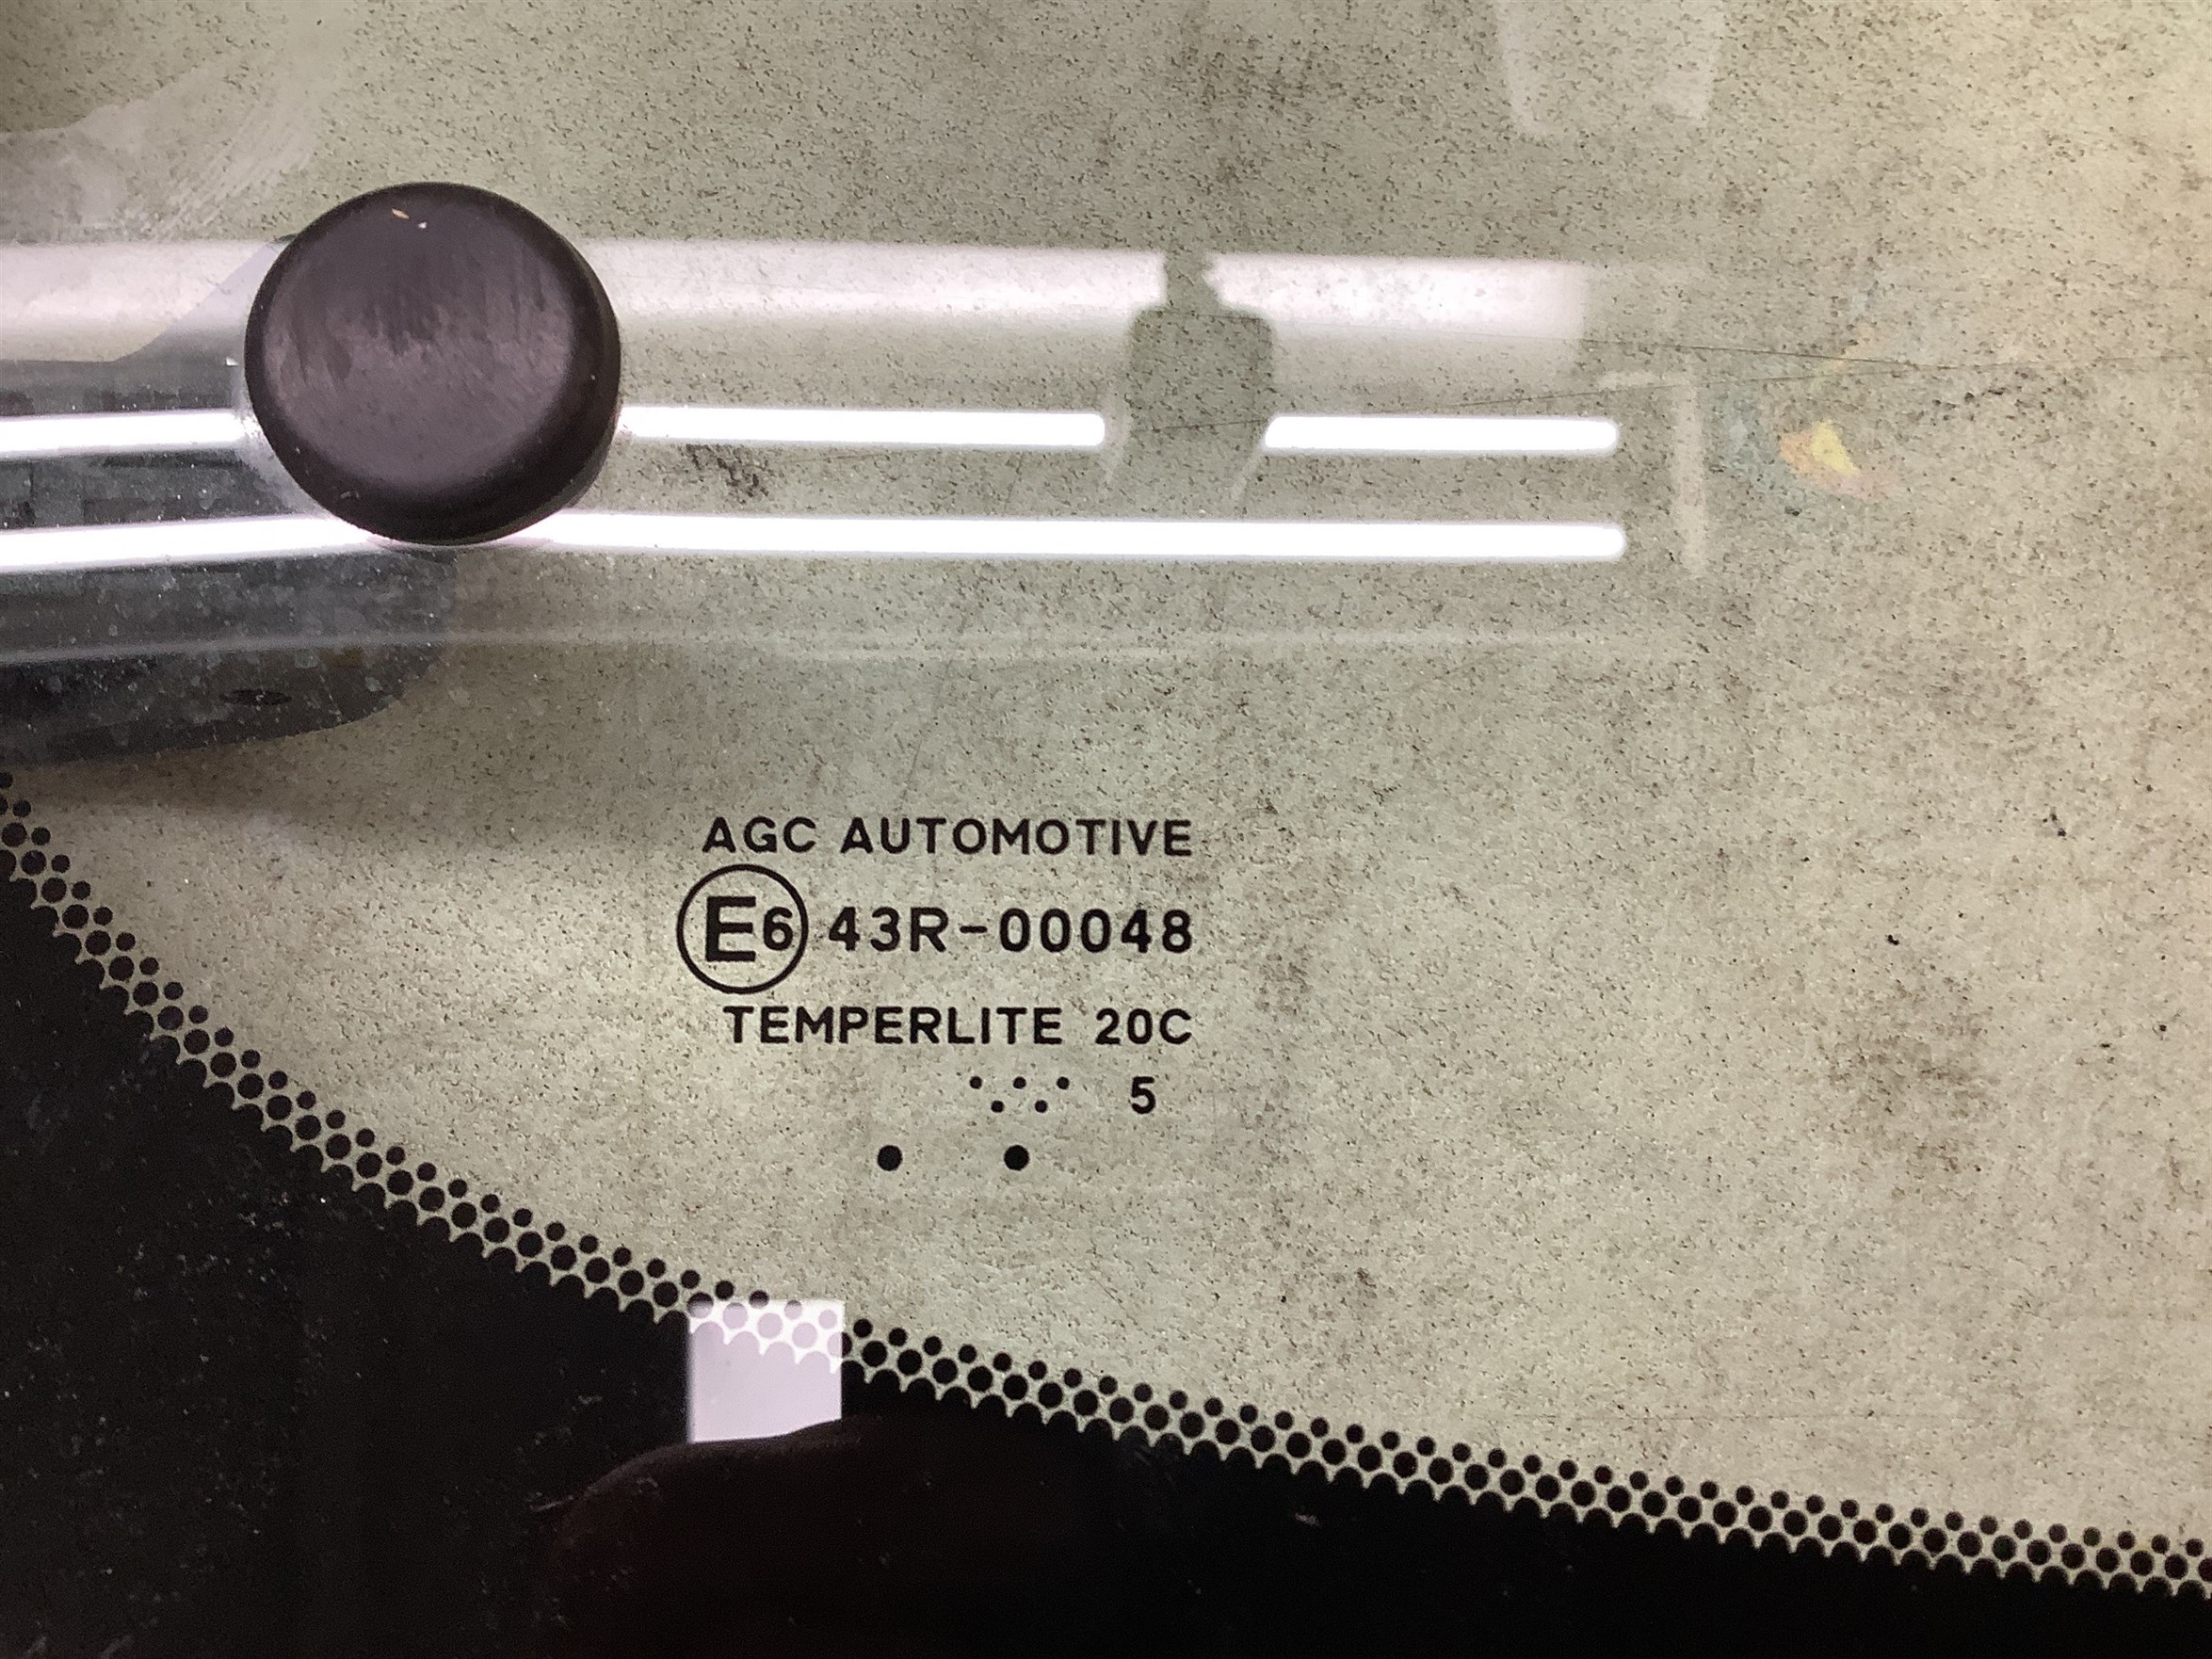 AGC AUTOMOTIVE
E6 43R-00048
TEMPERLITE 20C
5